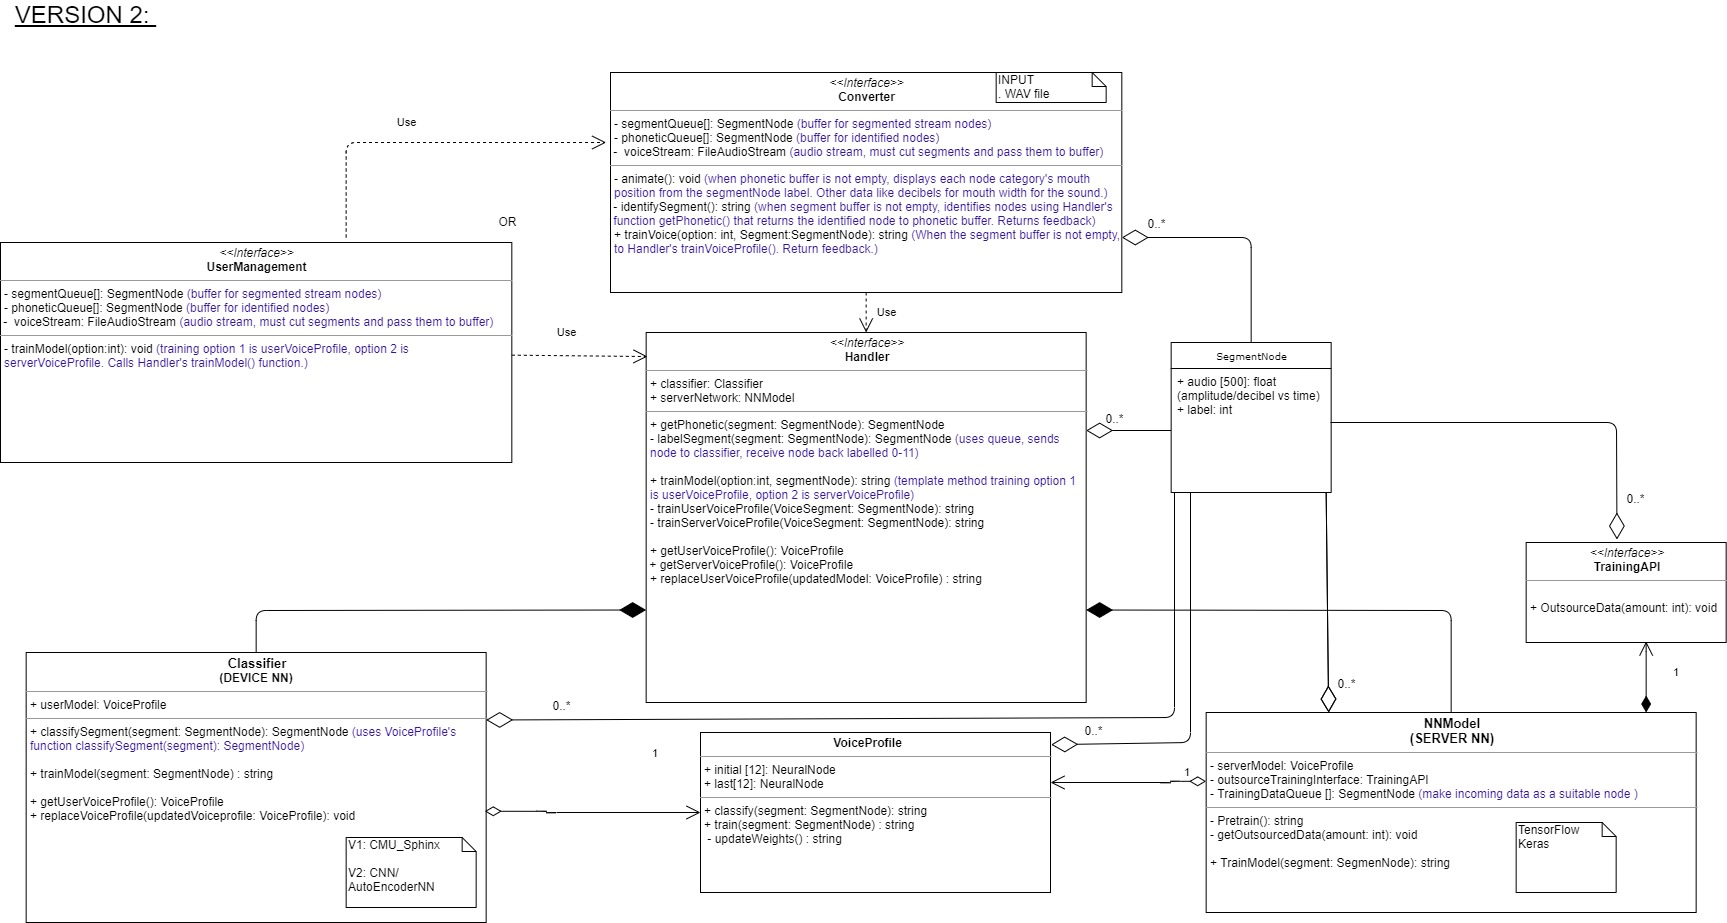 VERSION 2:
<<Interface>>
Converter
INPUT
. WAV file
- segmentQueue[]: SegmentNode (buffer for segmented stream nodes)
- phoneticQueue[]: SegmentNode (buffer for identified nodes)
- voiceStream: FileAudioStream (audio stream, must cut segments and pass them to buffer)
- animate(): void (when phonetic buffer is not empty, displays each node category's mouth
position from the segmentNode label. Other data like decibels for mouth width for the sound.)
- identifySegment(): string (when segment buffer is not empty, identifies nodes using Handler's
function getPhonetic() that returns the identified node to phonetic buffer. Returns feedback)
+ trainVoice(option: int, Segment:SegmentNode): string (When the segment buffer is not empty,
to Handler's trainVoiceProfile(). Return feedback.)
Use
OR
0..*
<<Interface>>
UserManagement
- segmentQueue[]: SegmentNode (buffer for segmented stream nodes)
- phoneticQueue[]: SegmentNode (buffer for identified nodes)
- voiceStream: FileAudioStream (audio stream, must cut segments and pass them to buffer)
- trainModel(option:int): void (training option 1 is userVoiceProfile, option 2 is
serverVoiceProfile. Calls Handler's trainModel() function.)
Use
Use
<<Interface>>
Handler
+ classifier: Classifier
+ serverNetwork: NNModel
+ getPhonetic(segment: SegmentNode): SegmentNode
- labelSegment(segment: SegmentNode): SegmentNode (uses queue, sends
node to classifier, receive node back labelled 0-11)
+ trainModel(option:int, segmentNode): string (template method training option 1
is userVoiceProfile, option 2 is serverVoiceProfile)
- trainUserVoiceProfile(VoiceSegment: SegmentNode): string
- trainServerVoiceProfile(VoiceSegment: SegmentNode): string
+ getUserVoiceProfile(): VoiceProfile
+ getServerVoiceProfile(): VoiceProfile
+ replaceUserVoiceProfile(updatedModel: VoiceProfile) : string
0..*
SegmentNode
+ audio [500]: float
(amplitude/decibel vs time)
+ label: int
0..*
<<Interface>>
TrainingAPI
+ OutsourceData(amount: int): void
1
Classifier
(DEVICE NN)
+ userModel: VoiceProfile
+ classifySegment(segment: SegmentNode): SegmentNode (uses VoiceProfile's
function classifySegment(segment): SegmentNode)
+ trainModel(segment: SegmentNode) : string
+ getUserVoiceProfile(): VoiceProfile
+ replaceVoiceProfile(updatedVoiceprofile: VoiceProfile): void
V1: CMU_Sphinx
V2: CNN/
AutoEncoderNN
0..*
1
VoiceProfile
+ initial [12]: NeuralNode
+ last[12]: NeuralNode
+ classify(segment: SegmentNode): string
+ train(segment: SegmentNode) : string
- updateWeights() : string
0..*
1
0..*
NNModel
(SERVER NN)
- serverModel: VoiceProfile
- outsourceTrainingInterface: TrainingAPI
- TrainingDataQueue []: SegmentNode (make incoming data as a suitable node )
- Pretrain(): string
- getOutsourcedData(amount: int): void
+ TrainModel(segment: SegmenNode): string
TensorFlow
Keras